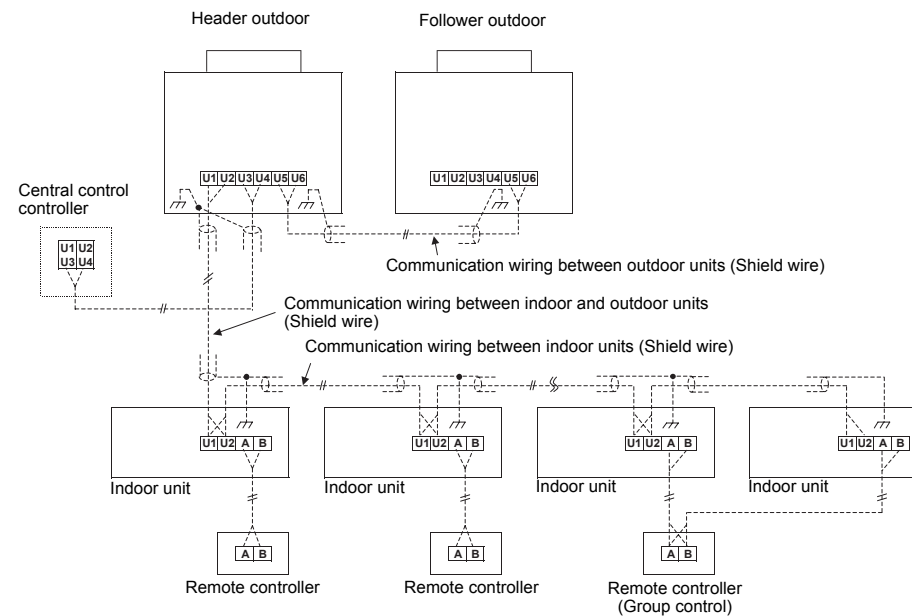 Header outdoor
Follower outdoor
U1 U2 U3 U4 U5 U6
U1 U2 U3 U4 U5 U6
Central control
controller
U1 U2
U3 U4
Communication wiring between outdoor units (Shield wire)
Communication wiring between indoor and outdoor units
(Shield wire)
Communication wiring between indoor units (Shield wire)
U1 U2 A B
U1 U2 A B
U1 U2 A B
U1 U2 A B
Indoor unit
Indoor unit
Indoor unit
Indoor unit
A B
A B
A B
Remote controller
Remote controller
Remote controller
(Group control)